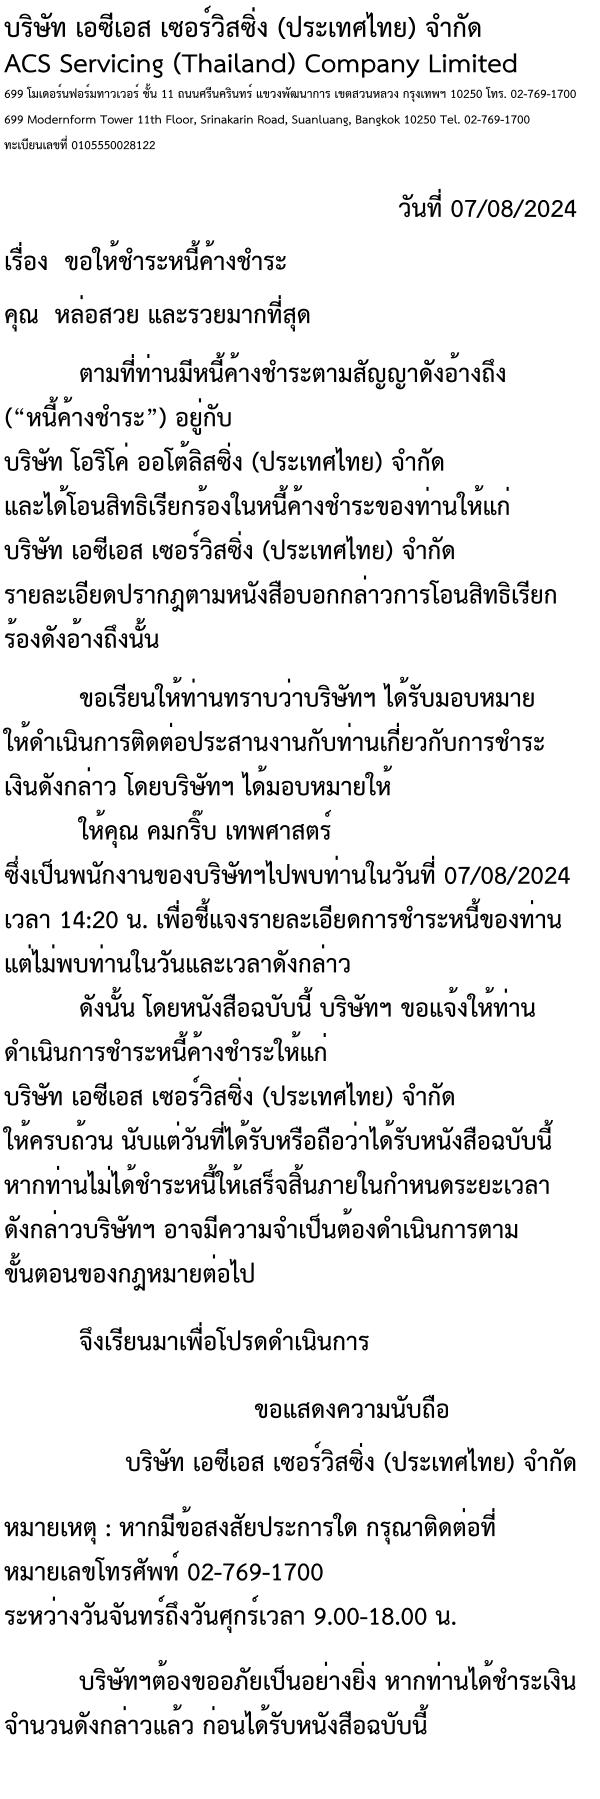 บริษัท เอซีเอส เซอร์วิสซิ่ง (ประเทศไทย) จำกัด
ACS Servicing (Thailand) Company Limited
699 โมเดอร์นฟอร์มทาวเวอร์ ชั้น 11 ถนนศรีนครินทร์ แขวงพัฒนาการ เขตสวนหลวง กรุงเทพฯ 10250 โทร. 02-769-1700
699 Modernform Tower 11th Floor, Srinakarin Road, Suanluang, Bangkok 10250 Tel. 02-769-1700
ทะเบียนเลขที่ 0105550028122
วันที่ 07/08/2024
เรื่อง ขอให้ชำระหนี้ค้างชำระ
คุณ หล่อสวย และรวยมากที่สุด
ตามที่ท่านมีหนี้ค้างชำระตามสัญญาดังอ้างถึง
(“หนี้ค้างชำระ”) อยู่กับ
บริษัท โอริโค่ ออโต้ลิสซิ่ง (ประเทศไทย) จำกัด
และได้โอนสิทธิเรียกร้องในหนี้ค้างชำระของท่านให้แก่
บริษัท เอซีเอส เซอร์วิสซิ่ง (ประเทศไทย) จำกัด
รายละเอียดปรากฎตามหนังสือบอกกล่าวการโอนสิทธิเรียก
ร้องดังอ้างถึงนั้น
ขอเรียนให้ท่านทราบว่าบริษัทฯ ได้รับมอบหมาย
ให้ดำเนินการติดต่อประสานงานกับท่านเกี่ยวกับการชำระ
เงินดังกล่าว โดยบริษัทฯ ได้มอบหมายให้
ให้คุณ คมกริ๊บ เทพศาสตร์
ซึ่งเป็นพนักงานของบริษัทฯไปพบท่านในวันที่ 07/08/2024
เวลา 14:20 น. เพื่อชี้แจงรายละเอียดการชำระหนี้ของท่าน
แต่ไม่พบท่านในวันและเวลาดังกล่าว
ดังนั้น โดยหนังสือฉบับนี้ บริษัทฯ ขอแจ้งให้ท่าน
ดำเนินการชำระหนี้ค้างชำระให้แก่
บริษัท เอซีเอส เซอร์วิสซิ่ง (ประเทศไทย) จำกัด
ให้ครบถ้วน นับแต่วันที่ได้รับหรือถือว่าได้รับหนังสือฉบับนี้
หากท่านไม่ได้ชำระหนี้ให้เสร็จสิ้นภายในกำหนดระยะเวลา
ดังกล่าวบริษัทฯ อาจมีความจำเป็นต้องดำเนินการตาม
ขั้นตอนของกฎหมายต่อไป
จึงเรียนมาเพื่อโปรดดำเนินการ
ขอแสดงความนับถือ
บริษัท เอซีเอส เซอร์วิสซิ่ง (ประเทศไทย) จำกัด
หมายเหตุ : หากมีข้อสงสัยประการใด กรุณาติดต่อที่
หมายเลขโทรศัพท์ 02-769-1700
ระหว่างวันจันทร์ถึงวันศุกร์เวลา 9.00-18.00 น.
บริษัทฯต้องขออภัยเป็นอย่างยิ่ง หากท่านได้ชำระเงิน
จำนวนดังกล่าวแล้ว ก่อนได้รับหนังสือฉบับนี้